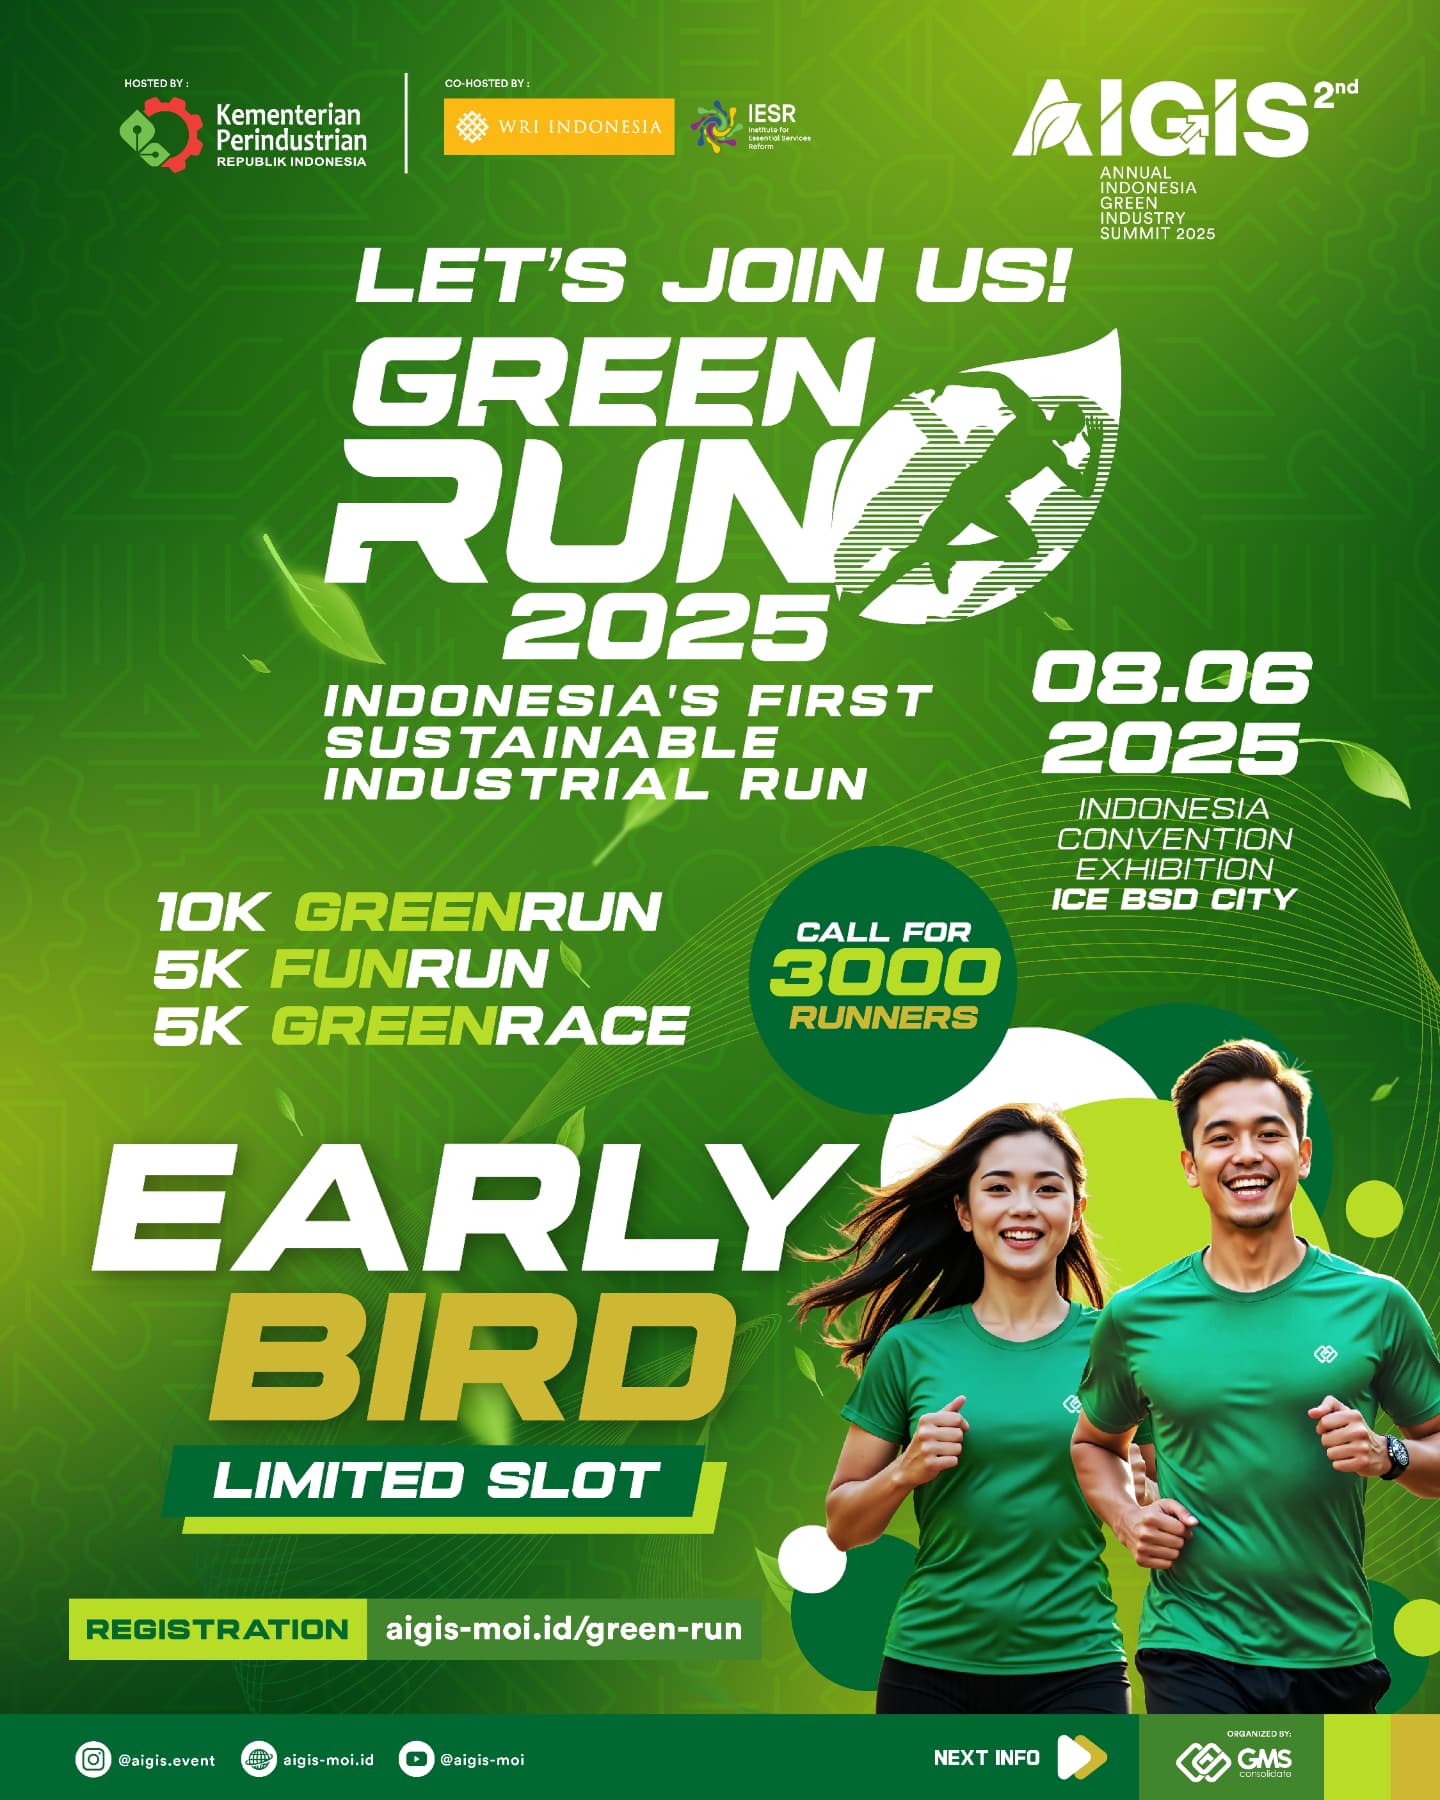 HOSTED BY :
Kementerian
Perindustrian
REPUBLIK INDONESIA
CO-HOSTED BY :
WRI INDONESIA
IESR
Institute for
Essential Services
Reform
AIGIS 2nd
ANNUAL
INDONESIA
GREEN
INDUSTRY
SUMMIT 2025
LET'S JOIN US!
GREEN
RUN
2025
INDONESIA'S FIRST
SUSTAINABLE
INDUSTRIAL RUN
08.06
2025
INDONESIA
CONVENTION
EXHIBITION
ICE BSD CITY
10K GREENRUN
5K FUNRUN
5K GREENRACE
CALL FOR
3000
RUNNERS
EARLY
BIRD
LIMITED SLOT
REGISTRATION aigis-moi.id/green-run
@aigis.event aigis-moi.id @aigis-moi
NEXT INFO
ORGANIZED BY:
GMS
consolidate